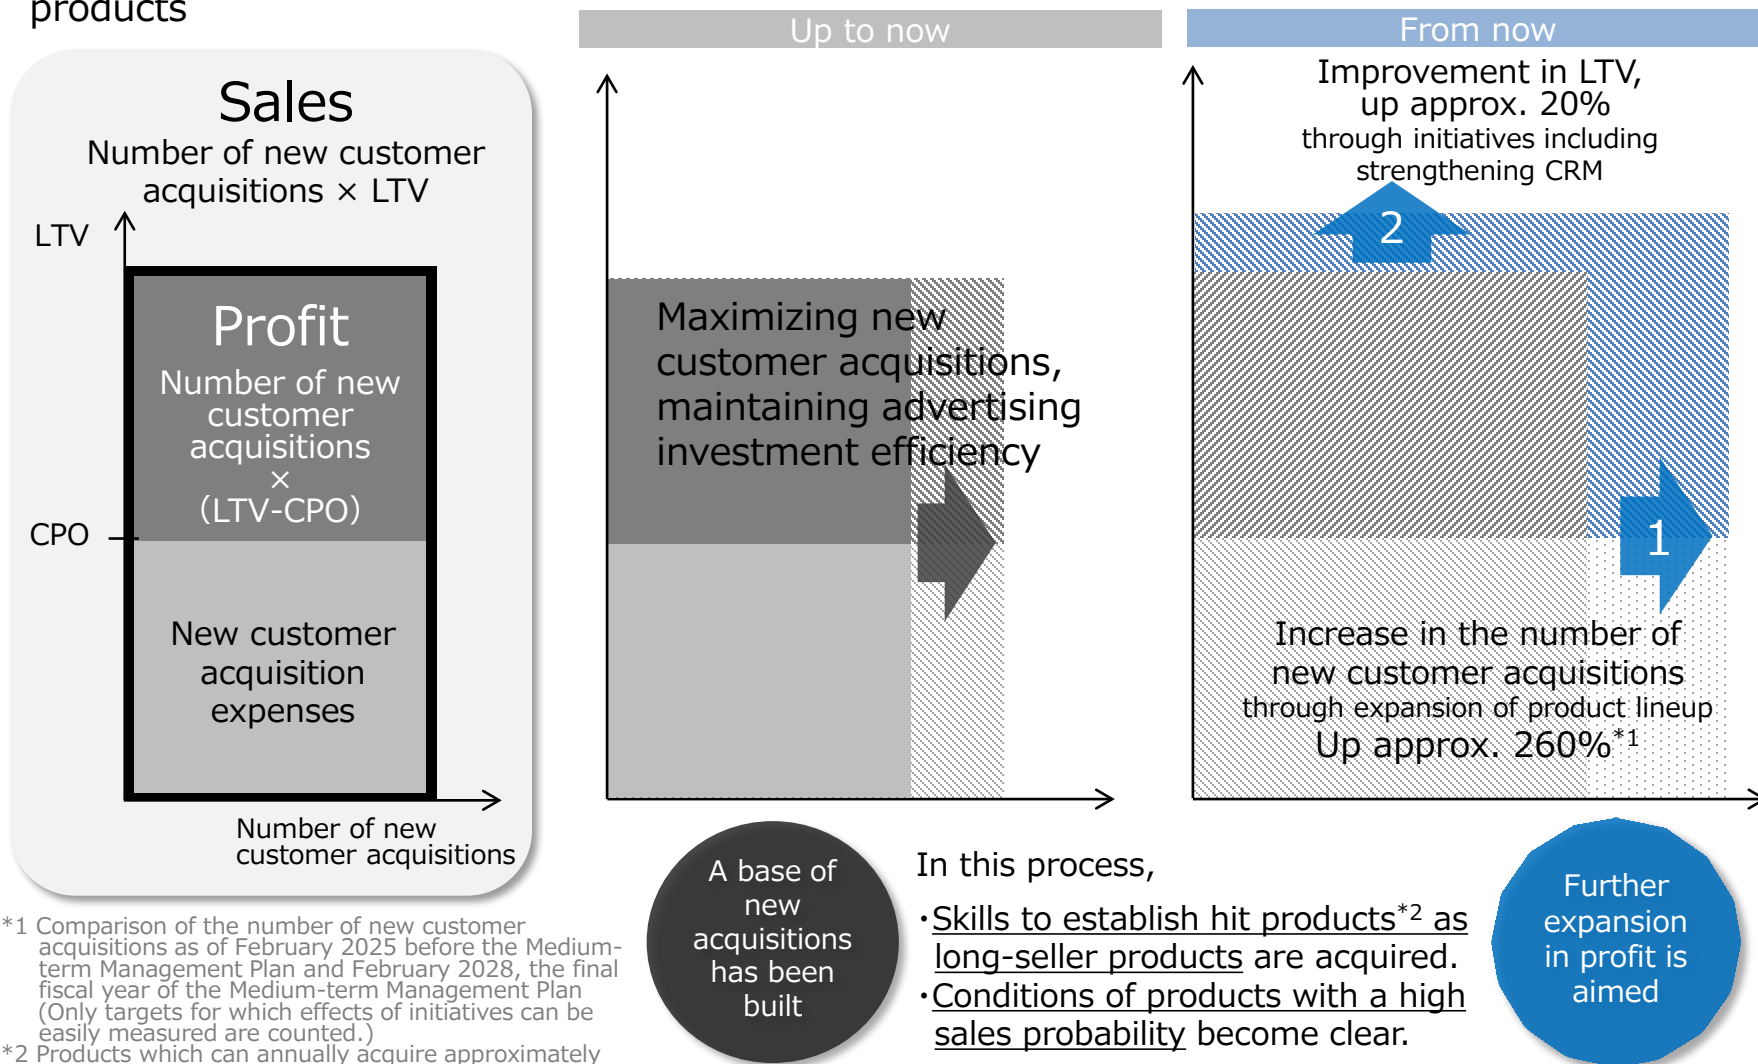 products
Sales
Number of new customer
acquisitions × LTV
LTV
Profit
Number of new
customer
acquisitions
×
(LTV-CPO)
CPO
New customer
acquisition
expenses
Number of new
customer acquisitions
*1 Comparison of the number of new customer
acquisitions as of February 2025 before the Medium-
term Management Plan and February 2028, the final
fiscal year of the Medium-term Management Plan
(Only targets for which effects of initiatives can be
easily measured are counted.)
*2 Products which can annually acquire approximately
Up to now
Maximizing new
customer acquisitions,
maintaining advertising
investment efficiency
A base of
new
acquisitions
has been
built
In this process,
・Skills to establish hit products*2 as
long-seller products are acquired.
・Conditions of products with a high
sales probability become clear.
From now
Improvement in LTV,
up approx. 20%
through initiatives including
strengthening CRM
2
1
Increase in the number of
new customer acquisitions
through expansion of product lineup
Up approx. 260%*1
Further
expansion
in profit is
aimed